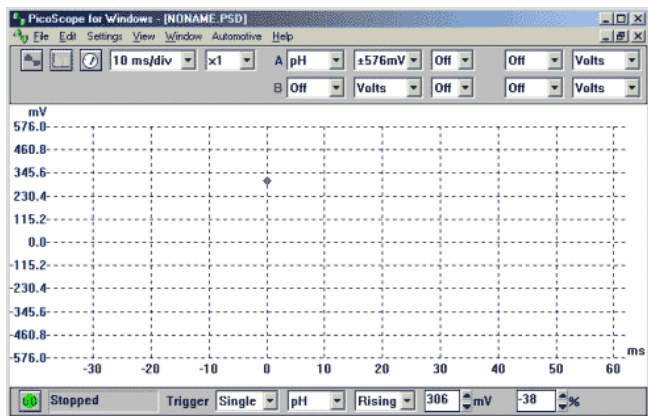 PicoScope for Windows - [NONAME.PSD]
File Edit Settings View Window Automotive Help
10 ms/div x1 A pH ±576mV Off Off Volts
B Off Volts Off Off Volts
mV
576.0
460.8
345.6
230.4
115.2
0.0
-115.2
-230.4
-345.6
-460.8
-576.0
ms
-30 -20 -10 0 10 20 30 40 50 60
GO Stopped Trigger Single pH Rising 306 mV -38 %